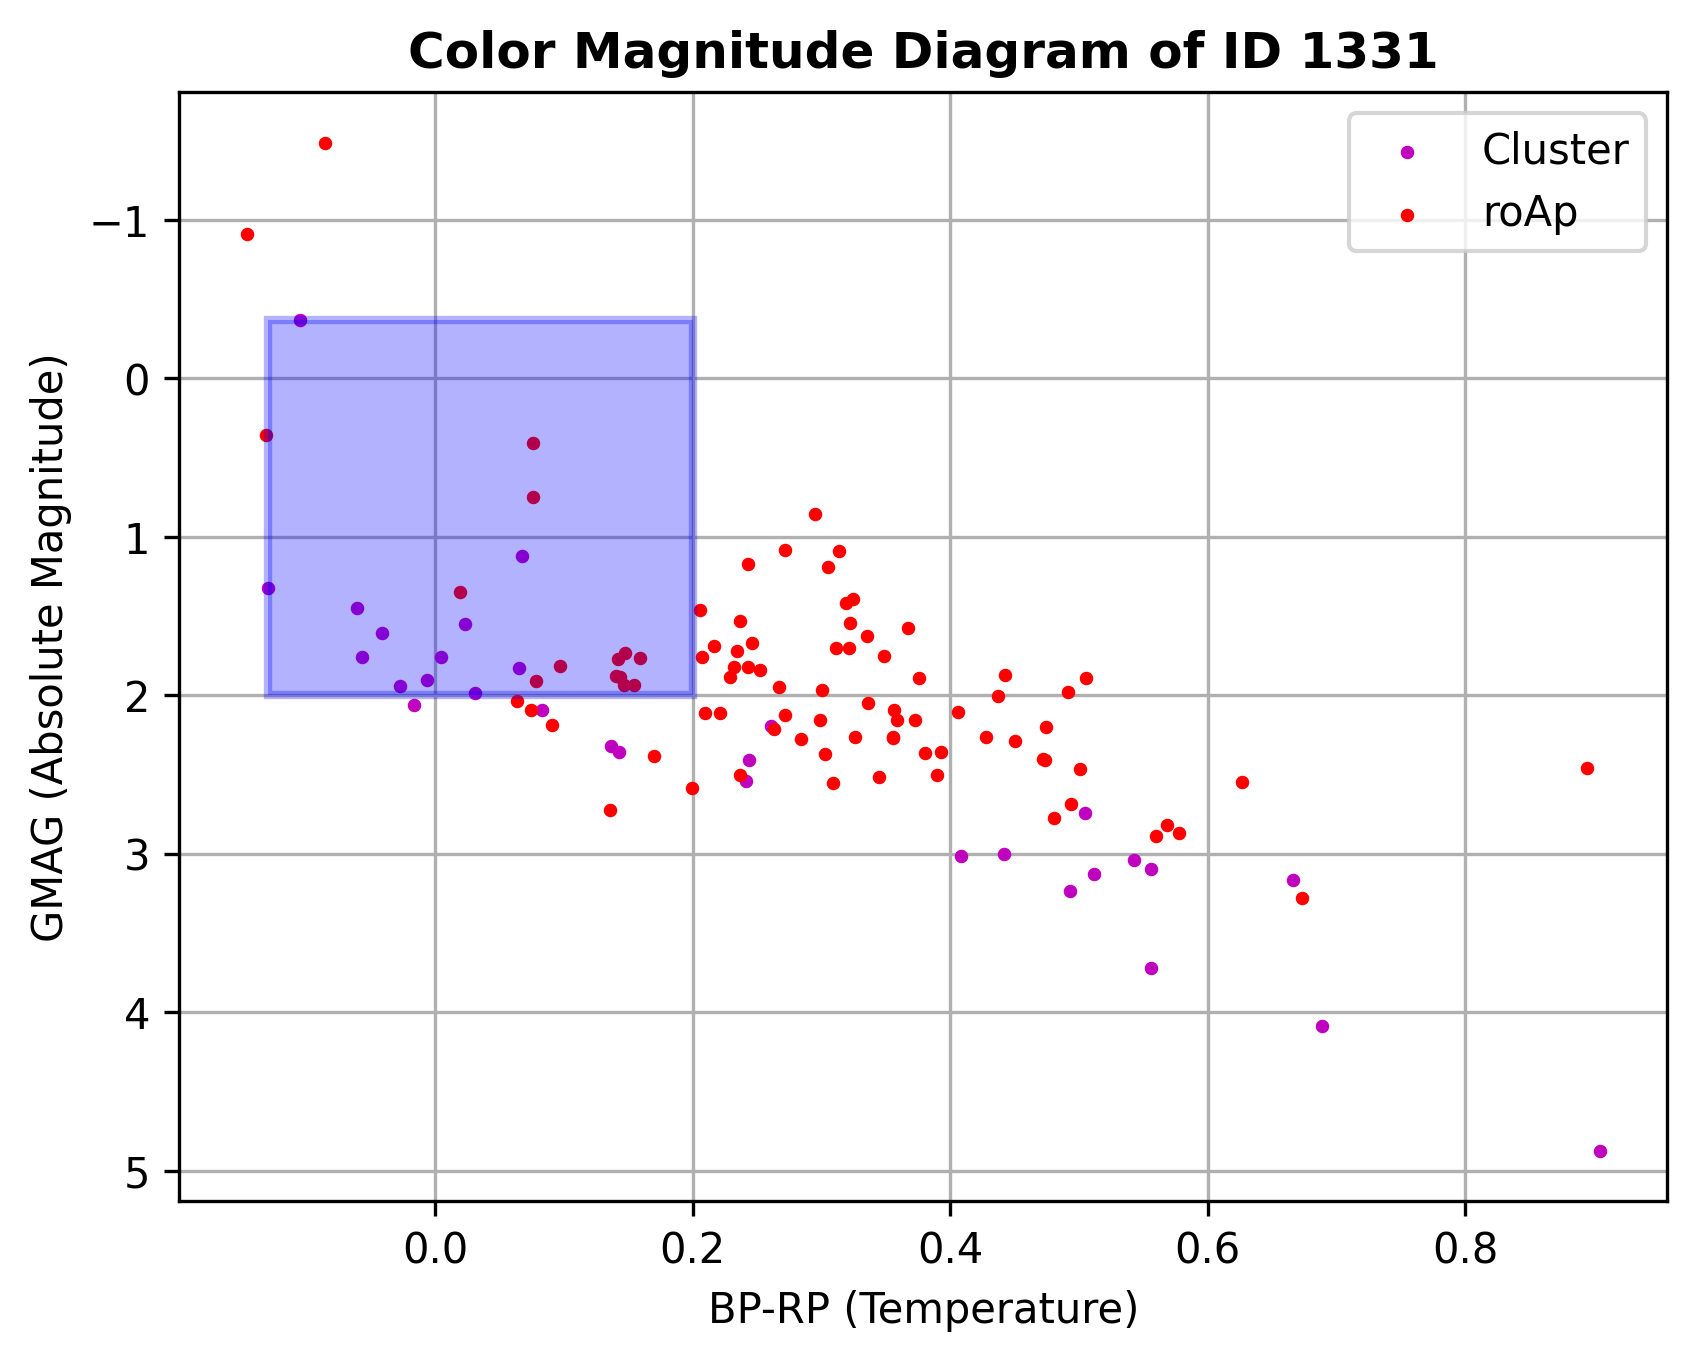 Color Magnitude Diagram of ID 1331
Cluster
roAp
GMAG (Absolute Magnitude)
−1
0
1
2
3
4
5
0.0 0.2 0.4 0.6 0.8
BP-RP (Temperature)